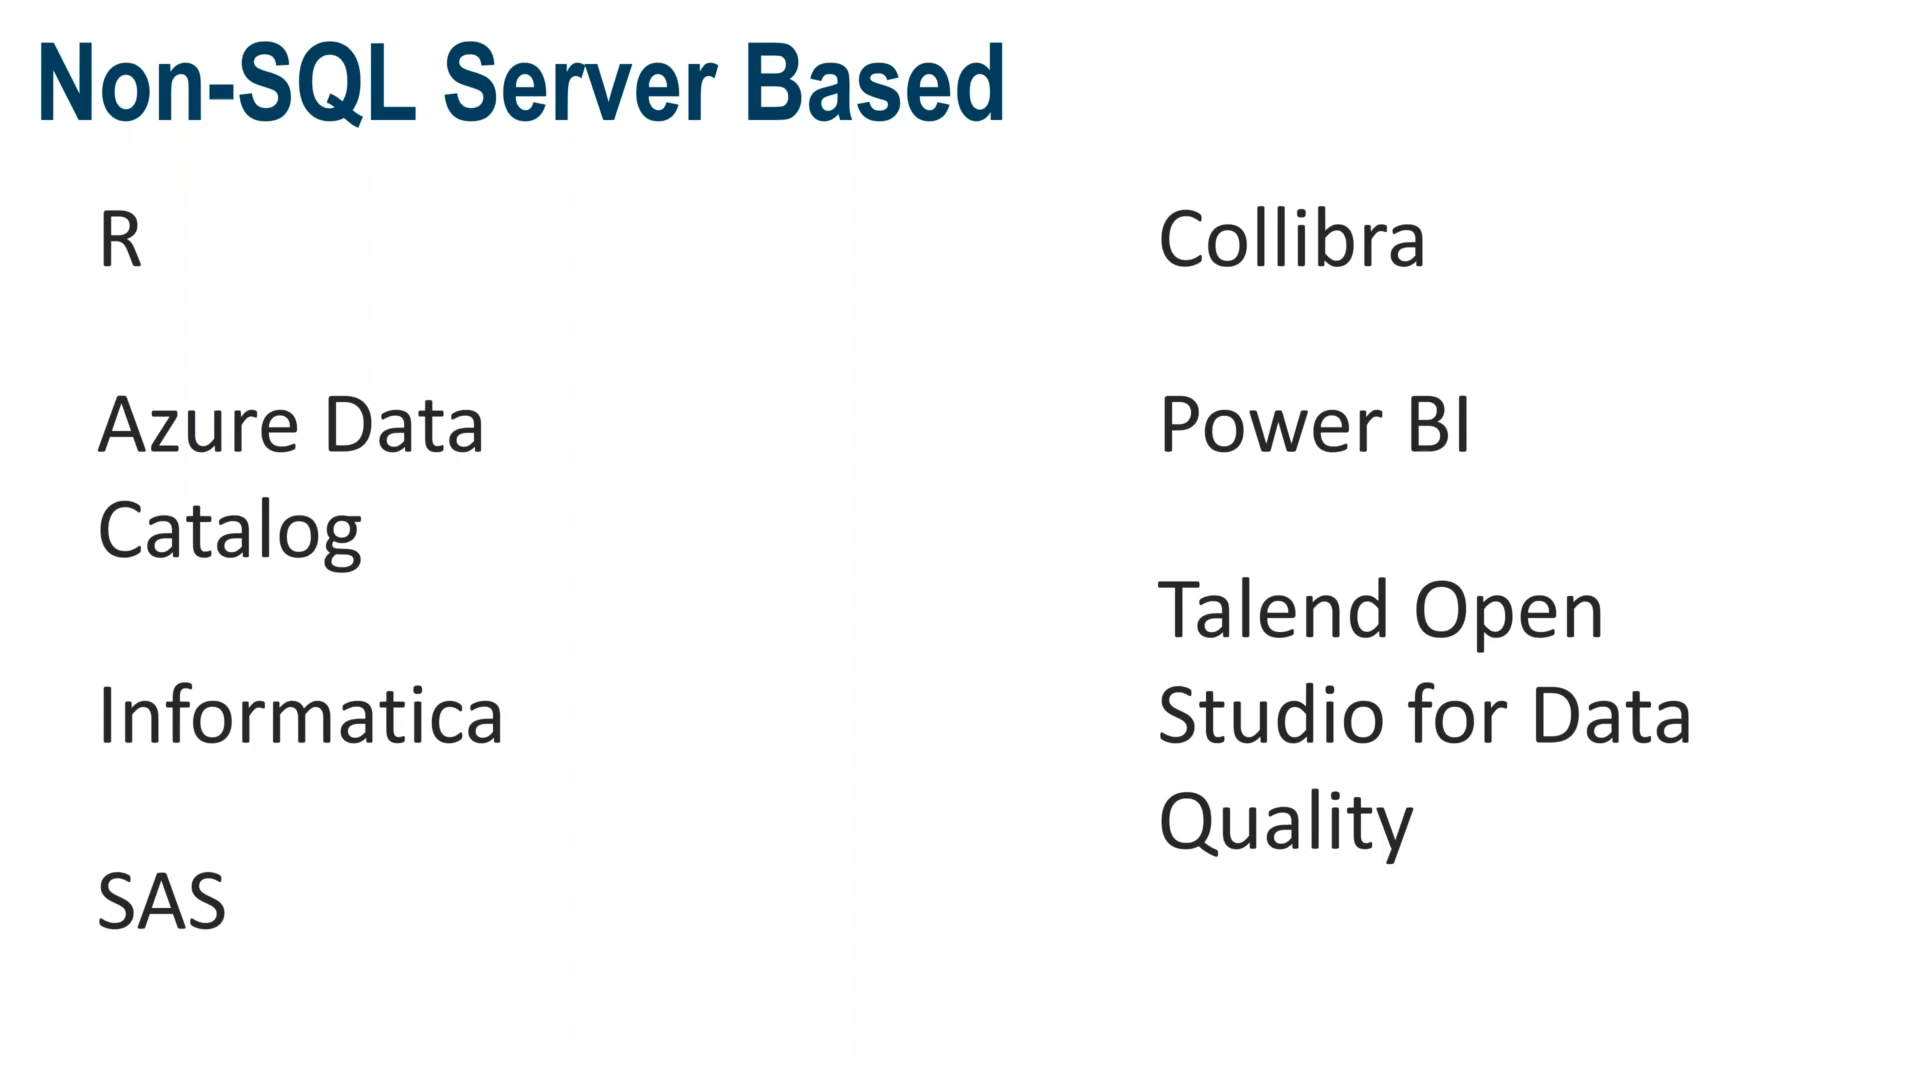 Non-SQL Server Based
R
Azure Data
Catalog
Informatica
SAS
Collibra
Power BI
Talend Open
Studio for Data
Quality